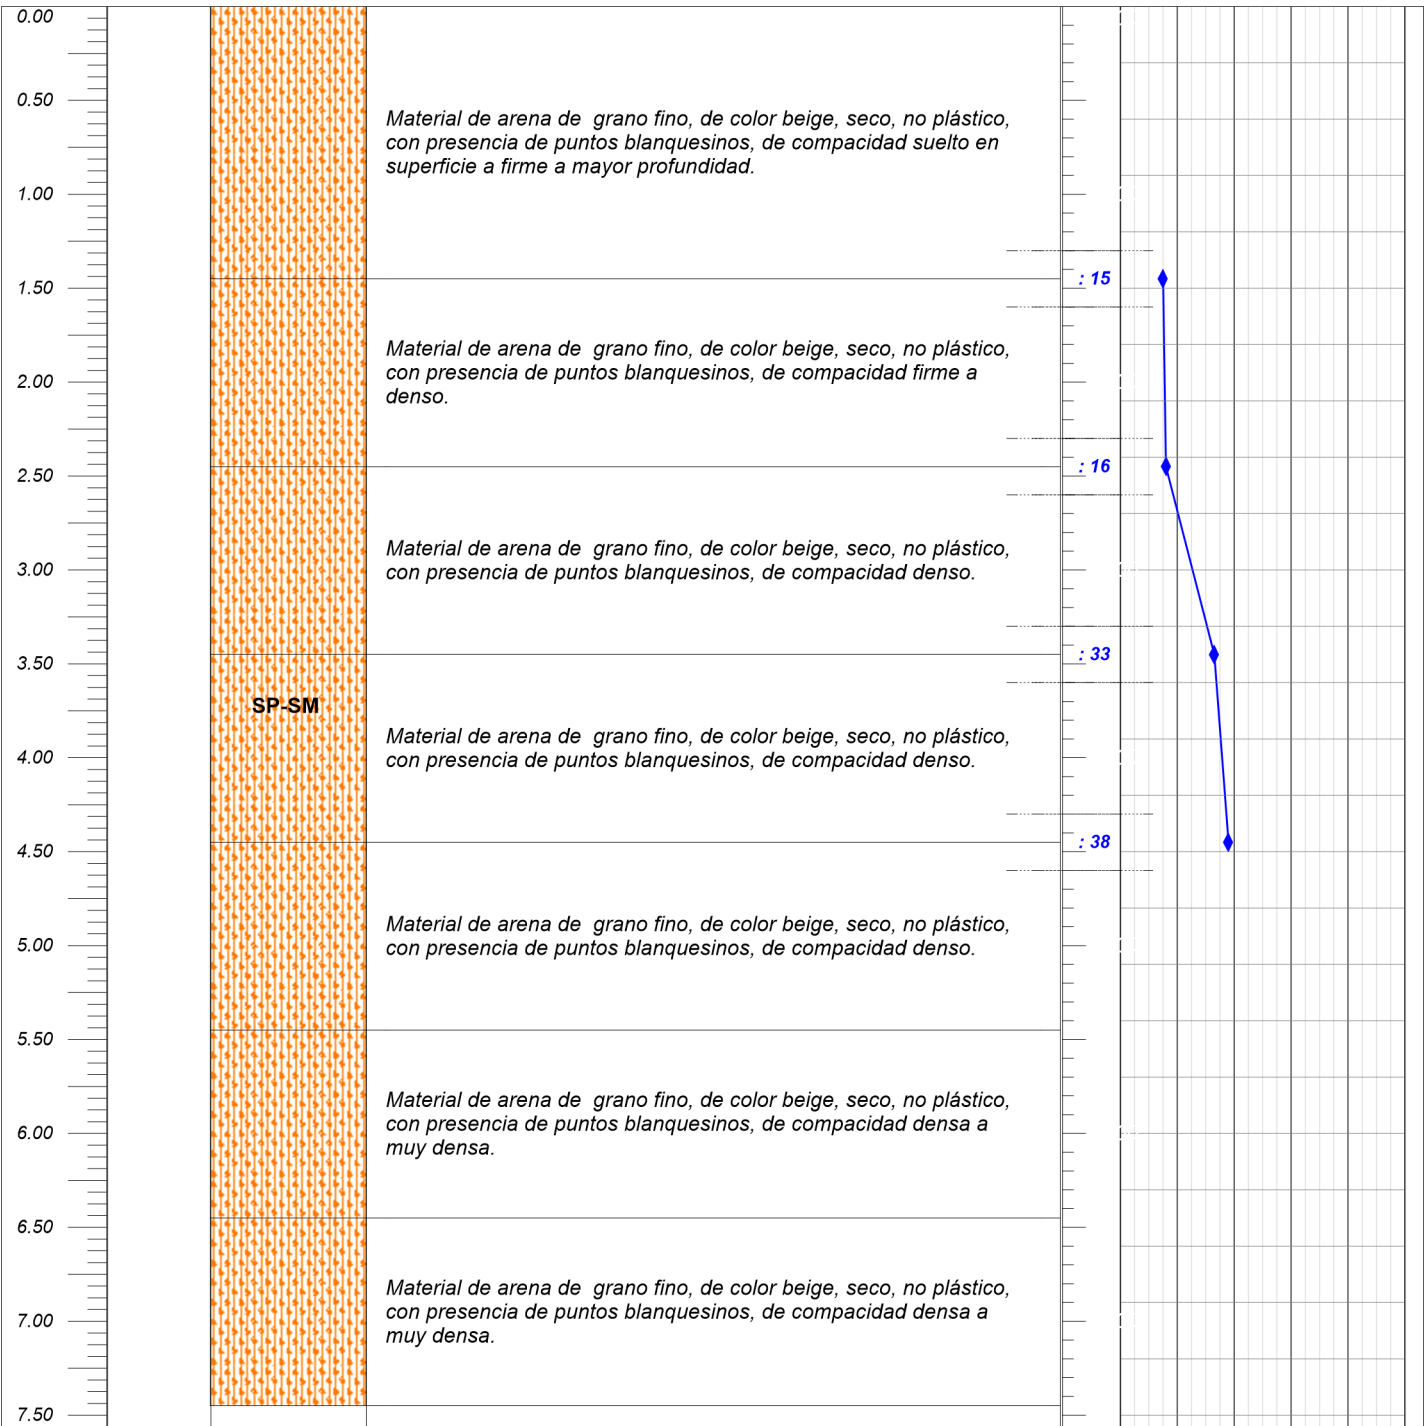 0.00
0.50
Material de arena de  grano fino, de color beige, seco, no plástico,
con presencia de puntos blanquesinos, de compacidad suelto en
superficie a firme a mayor profundidad.
1.00
1.50
: 15
Material de arena de  grano fino, de color beige, seco, no plástico,
con presencia de puntos blanquesinos, de compacidad firme a
denso.
2.00
2.50
: 16
Material de arena de  grano fino, de color beige, seco, no plástico,
con presencia de puntos blanquesinos, de compacidad denso.
3.00
3.50
: 33
SP-SM
Material de arena de  grano fino, de color beige, seco, no plástico,
con presencia de puntos blanquesinos, de compacidad denso.
4.00
4.50
: 38
Material de arena de  grano fino, de color beige, seco, no plástico,
con presencia de puntos blanquesinos, de compacidad denso.
5.00
5.50
Material de arena de  grano fino, de color beige, seco, no plástico,
con presencia de puntos blanquesinos, de compacidad densa a
muy densa.
6.00
6.50
Material de arena de  grano fino, de color beige, seco, no plástico,
con presencia de puntos blanquesinos, de compacidad densa a
muy densa.
7.00
7.50